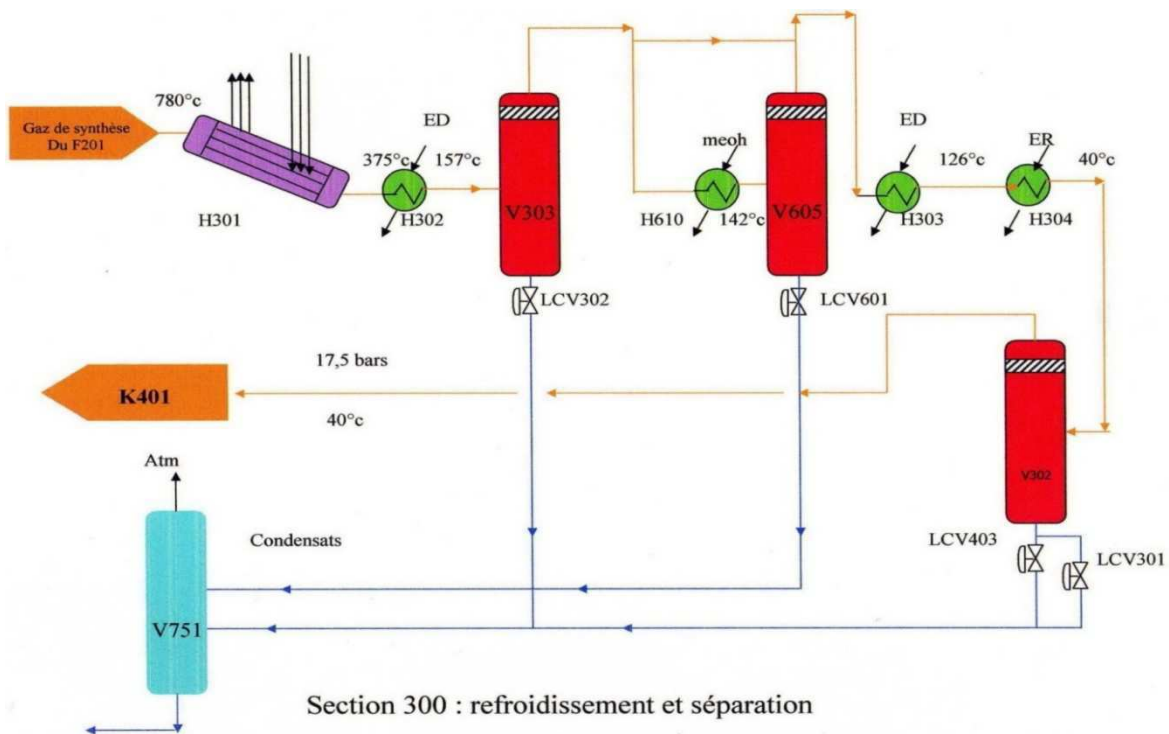 780°c
Gaz de synthèse
Du F201
H301
ED
375°c
157°c
H302
V303
meoh
H610
142°c
V605
ED
126°c
H303
ER
40°c
H304
LCV302
LCV601
17,5 bars
K401
40°c
V302
Atm
Condensats
LCV403
LCV301
V751
Section 300 : refroidissement et séparation